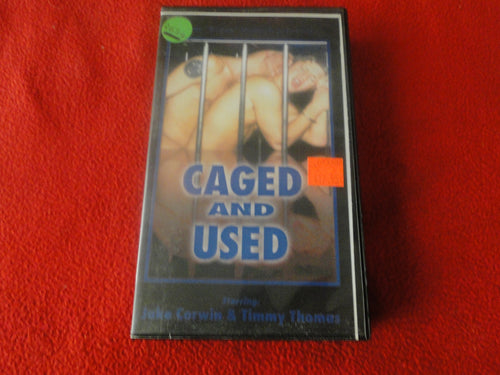 CAGED
AND
USED
Starring:
Jake Corwin & Timmy Thomas